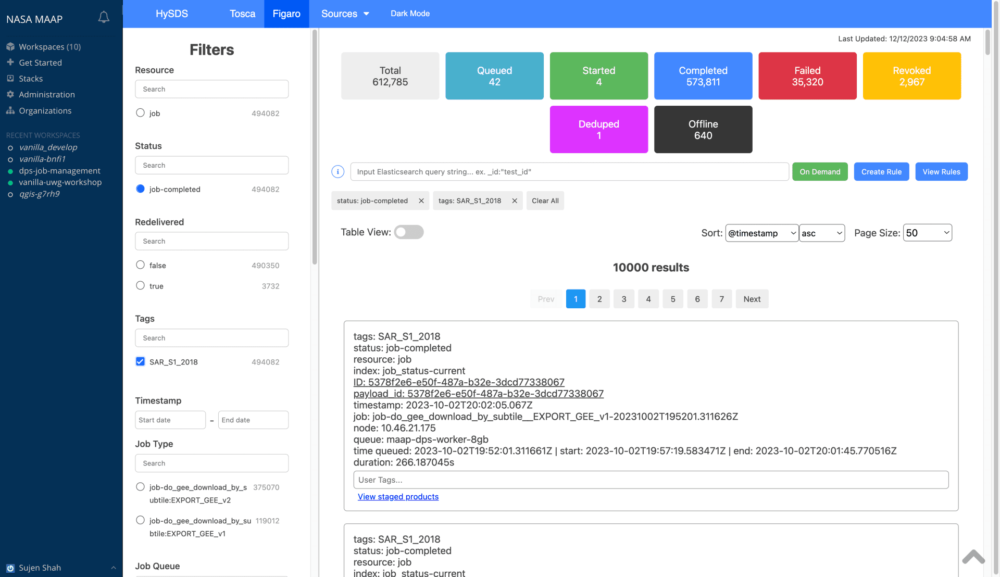 NASA MAAP
Workspaces (10)
Get Started
Stacks
Administration
Organizations
RECENT WORKSPACES
vanilla_develop
vanilla-bnfi1
dps-job-management
vanilla-uwg-workshop
qgis-g7rh9
Sujen Shah
HySDS
Tosca
Figaro
Sources
Dark Mode
Filters
Resource
Search
job 494082
Status
Search
job-completed 494082
Redelivered
Search
false 490350
true 3732
Tags
Search
SAR_S1_2018 494082
Timestamp
Start date – End date
Job Type
Search
job-do_gee_download_by_s 375070
ubtile:EXPORT_GEE_v2
job-do_gee_download_by_su 119012
btile:EXPORT_GEE_v1
Job Queue
Last Updated: 12/12/2023 9:04:58 AM
Total
612,785
Queued
42
Started
4
Completed
573,811
Failed
35,320
Revoked
2,967
Deduped
1
Offline
640
Input Elasticsearch query string... ex. _id:"test_id"
On Demand
Create Rule
View Rules
status: job-completed ×
tags: SAR_S1_2018 ×
Clear All
Table View:
Sort: @timestamp asc Page Size: 50
10000 results
Prev 1 2 3 4 5 6 7 Next
tags: SAR_S1_2018
status: job-completed
resource: job
index: job_status-current
ID: 5378f2e6-e50f-487a-b32e-3dcd77338067
payload_id: 5378f2e6-e50f-487a-b32e-3dcd77338067
timestamp: 2023-10-02T20:02:05.067Z
job: job-do_gee_download_by_subtile__EXPORT_GEE_v1-20231002T195201.311626Z
node: 10.46.21.175
queue: maap-dps-worker-8gb
time queued: 2023-10-02T19:52:01.311661Z | start: 2023-10-02T19:57:19.583471Z | end: 2023-10-02T20:01:45.770516Z
duration: 266.187045s
User Tags...
View staged products
tags: SAR_S1_2018
status: job-completed
resource: job
index: job_status-current